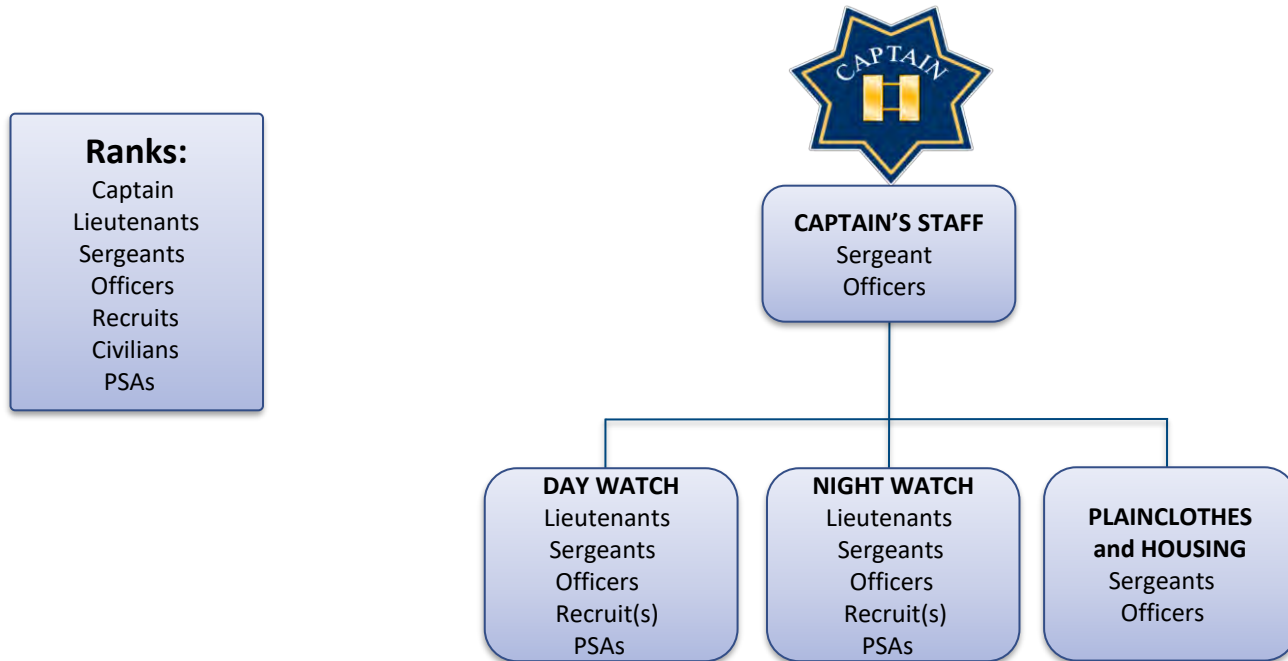 Ranks:
Captain
Lieutenants
Sergeants
Officers
Recruits
Civilians
PSAs
CAPTAIN
CAPTAIN’S STAFF
Sergeant
Officers
DAY WATCH
Lieutenants
Sergeants
Officers
Recruit(s)
PSAs
NIGHT WATCH
Lieutenants
Sergeants
Officers
Recruit(s)
PSAs
PLAINCLOTHES
and HOUSING
Sergeants
Officers